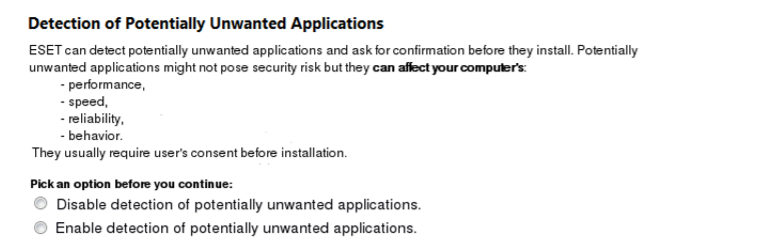 Detection of Potentially Unwanted Applications
ESET can detect potentially unwanted applications and ask for confirmation before they install. Potentially
unwanted applications might not pose security risk but they can affect your computer's:
- performance,
- speed,
- reliability,
- behavior.
They usually require user's consent before installation.
Pick an option before you continue:
Disable detection of potentially unwanted applications.
Enable detection of potentially unwanted applications.